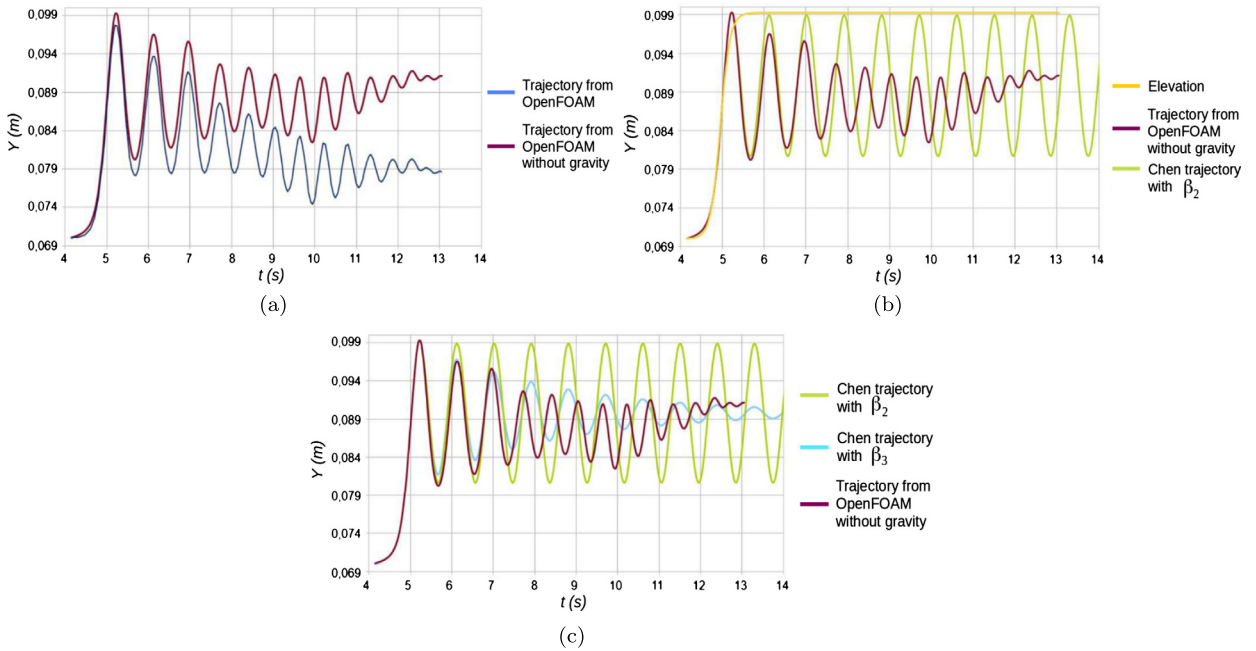 0,099
0,094
0,089
0,084
0,079
0,074
0,069
Y (m)
4 5 6 7 8 9 10 11 12 13 14
t (s)
Trajectory from
OpenFOAM
Trajectory from
OpenFOAM
without gravity
(a)
0,099
0,094
0,089
0,084
0,079
0,074
0,069
Y (m)
4 5 6 7 8 9 10 11 12 13 14
t (s)
Elevation
Trajectory from
OpenFOAM
without gravity
Chen trajectory
with β₂
(b)
0,099
0,094
0,089
0,084
0,079
0,074
0,069
Y (m)
4 5 6 7 8 9 10 11 12 13 14
t (s)
Chen trajectory
with β₂
Chen trajectory
with β₃
Trajectory from
OpenFOAM
without gravity
(c)